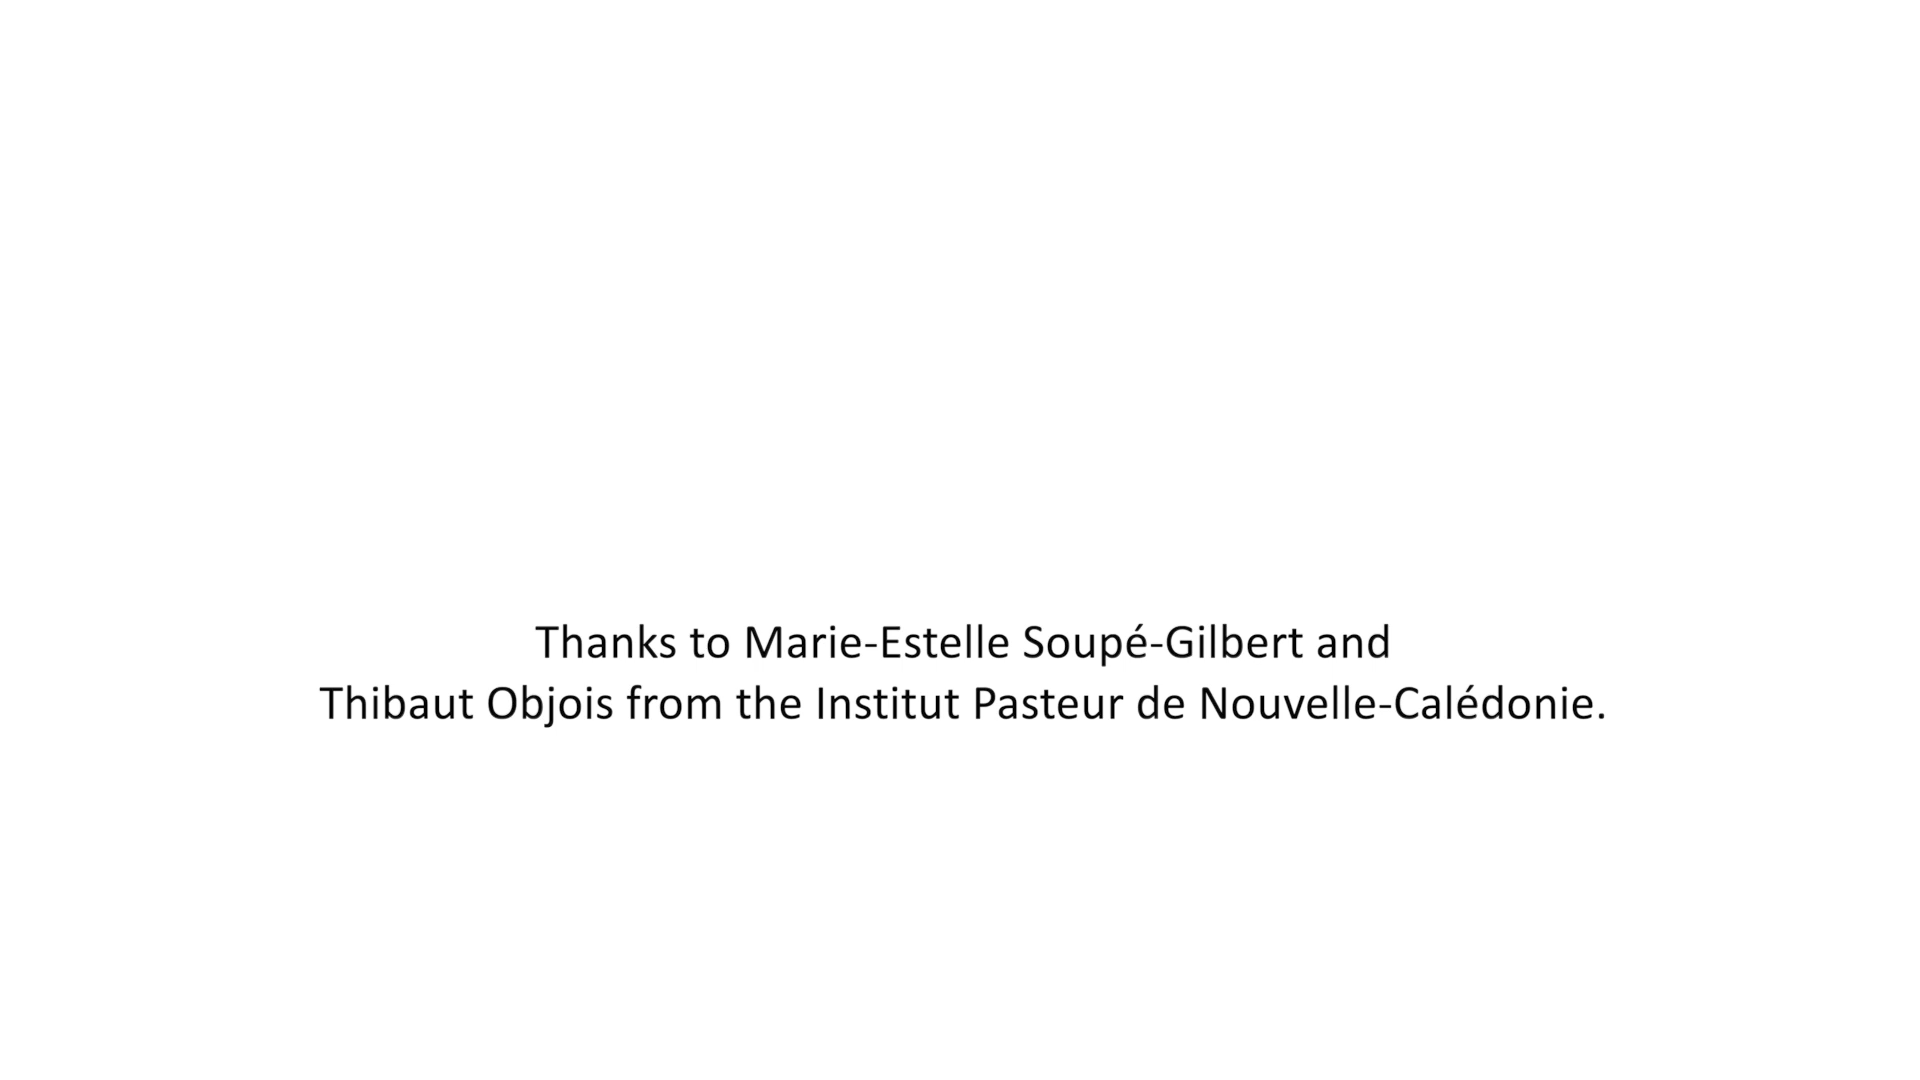 Thanks to Marie-Estelle Soupé-Gilbert and
Thibaut Objois from the Institut Pasteur de Nouvelle-Calédonie.